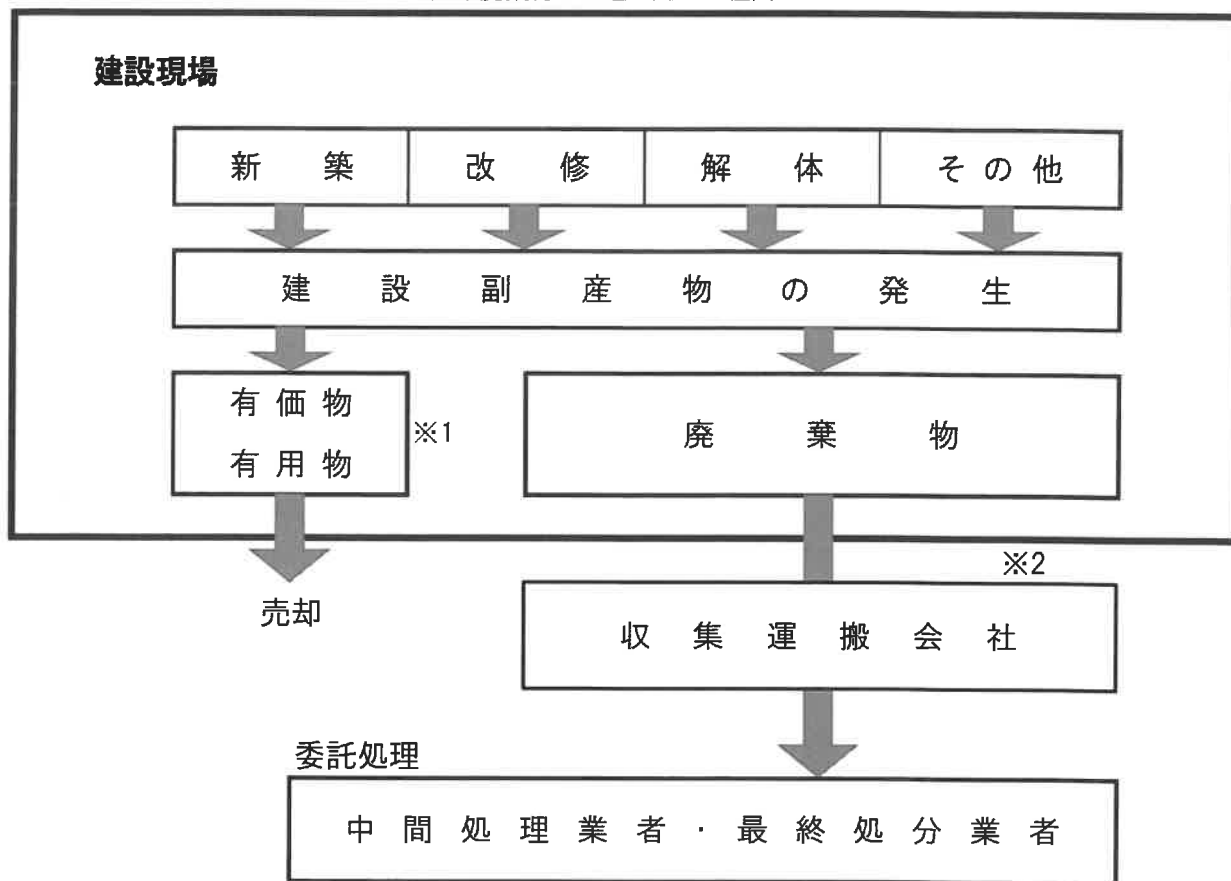 建設現場
新築 改修 解体 その他
建設副産物の発生
有価物
有用物
※1
廃棄物
※2
売却
収集運搬会社
委託処理
中間処理業者・最終処分業者